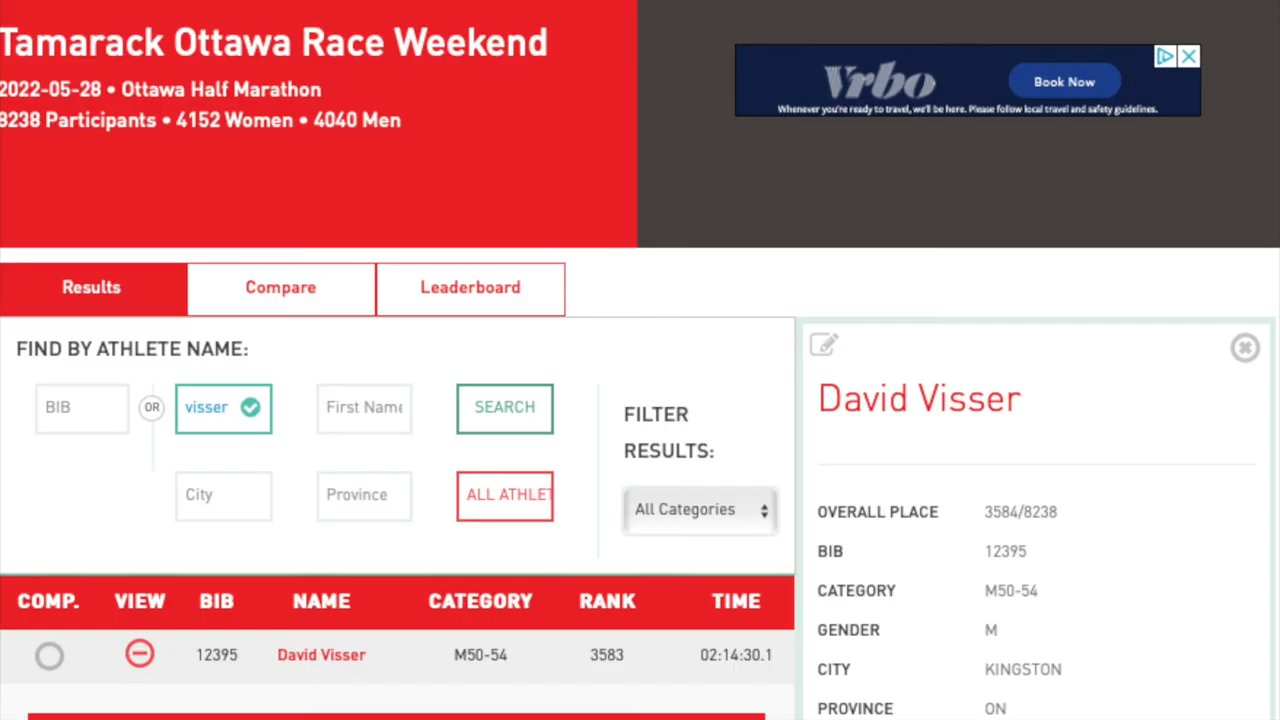 Tamarack Ottawa Race Weekend
2022-05-28 • Ottawa Half Marathon
8238 Participants • 4152 Women • 4040 Men
Vrbo
Book Now
Whenever you're ready to travel, we'll be here. Please follow local travel and safety guidelines.
Results
Compare
Leaderboard
FIND BY ATHLETE NAME:
BIB
OR
visser
First Name
SEARCH
City
Province
ALL ATHLET
FILTER
RESULTS:
All Categories
COMP. VIEW BIB NAME CATEGORY RANK TIME
12395 David Visser M50-54 3583 02:14:30.1
David Visser
OVERALL PLACE 3584/8238
BIB 12395
CATEGORY M50-54
GENDER M
CITY KINGSTON
PROVINCE ON